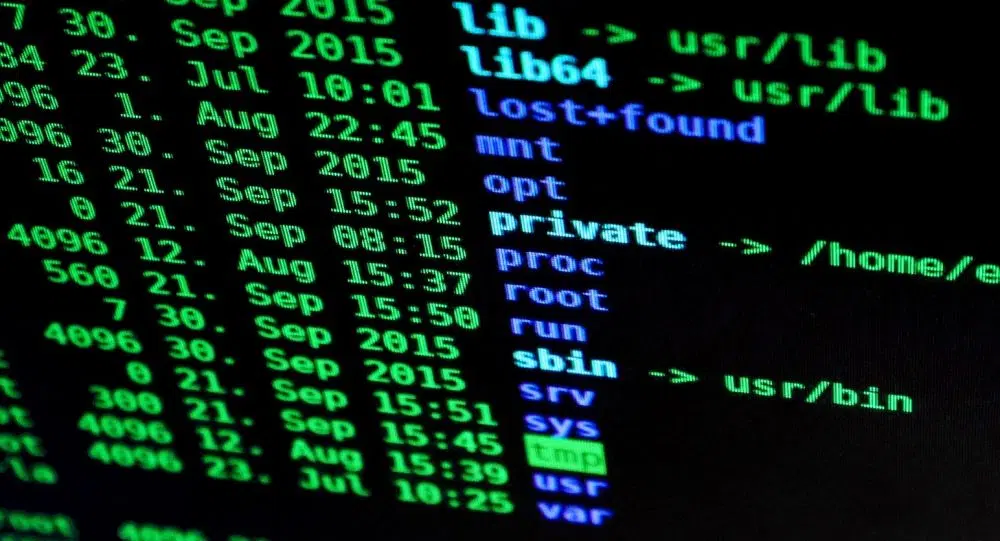 Sep 2015 lib -> usr/lib
7 30. Sep 2015 lib64 -> usr/lib
84 23. Jul 10:01 lost+found
096 1. Aug 22:45 mnt
096 30. Sep 2015 opt
16 21. Sep 15:52 private -> /home/e
0 21. Sep 08:15 proc
4096 12. Aug 15:37 root
560 21. Sep 15:50 run
7 30. Sep 2015 sbin -> usr/bin
4096 30. Sep 2015 srv
0 21. Sep 15:51 sys
300 21. Sep 15:45 tmp
4096 12. Aug 15:39 usr
4096 23. Jul 10:25 var